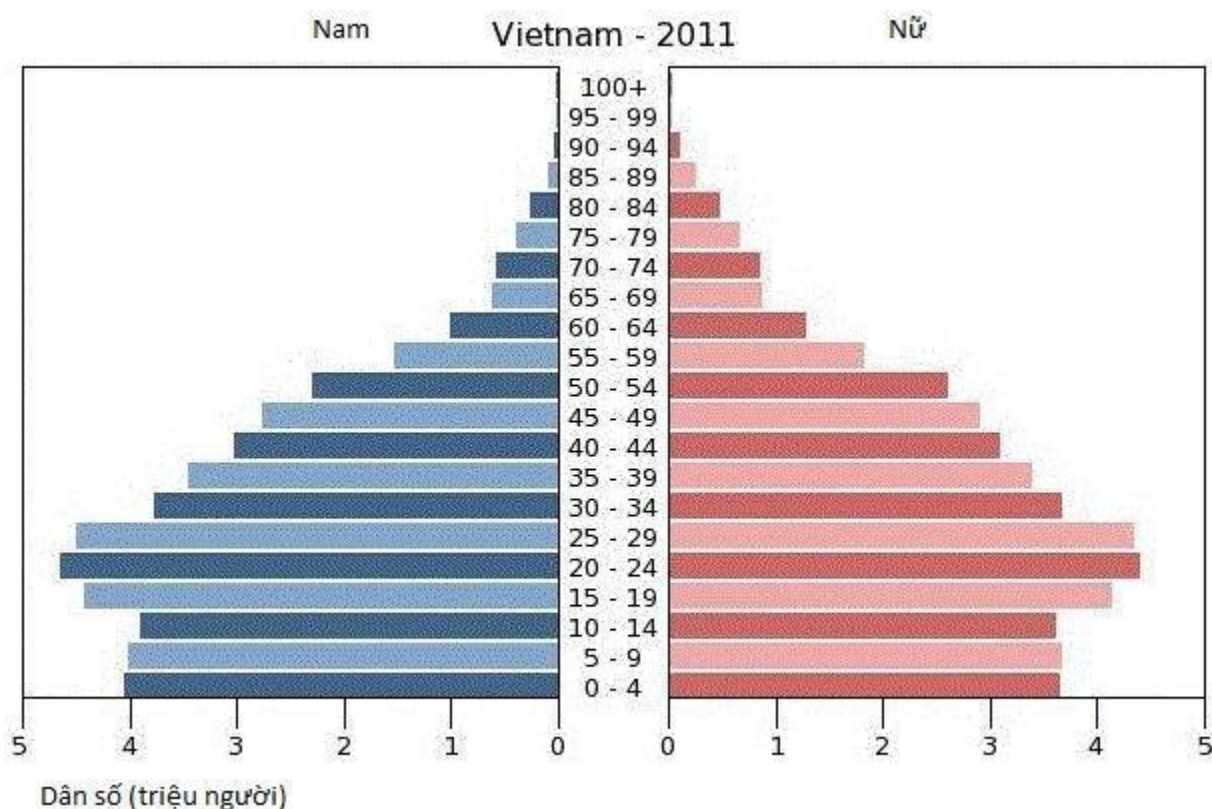 Nam Vietnam - 2011 Nữ
100+
95 - 99
90 - 94
85 - 89
80 - 84
75 - 79
70 - 74
65 - 69
60 - 64
55 - 59
50 - 54
45 - 49
40 - 44
35 - 39
30 - 34
25 - 29
20 - 24
15 - 19
10 - 14
5 - 9
0 - 4
5 4 3 2 1 0 0 1 2 3 4 5
Dân số (triệu người)